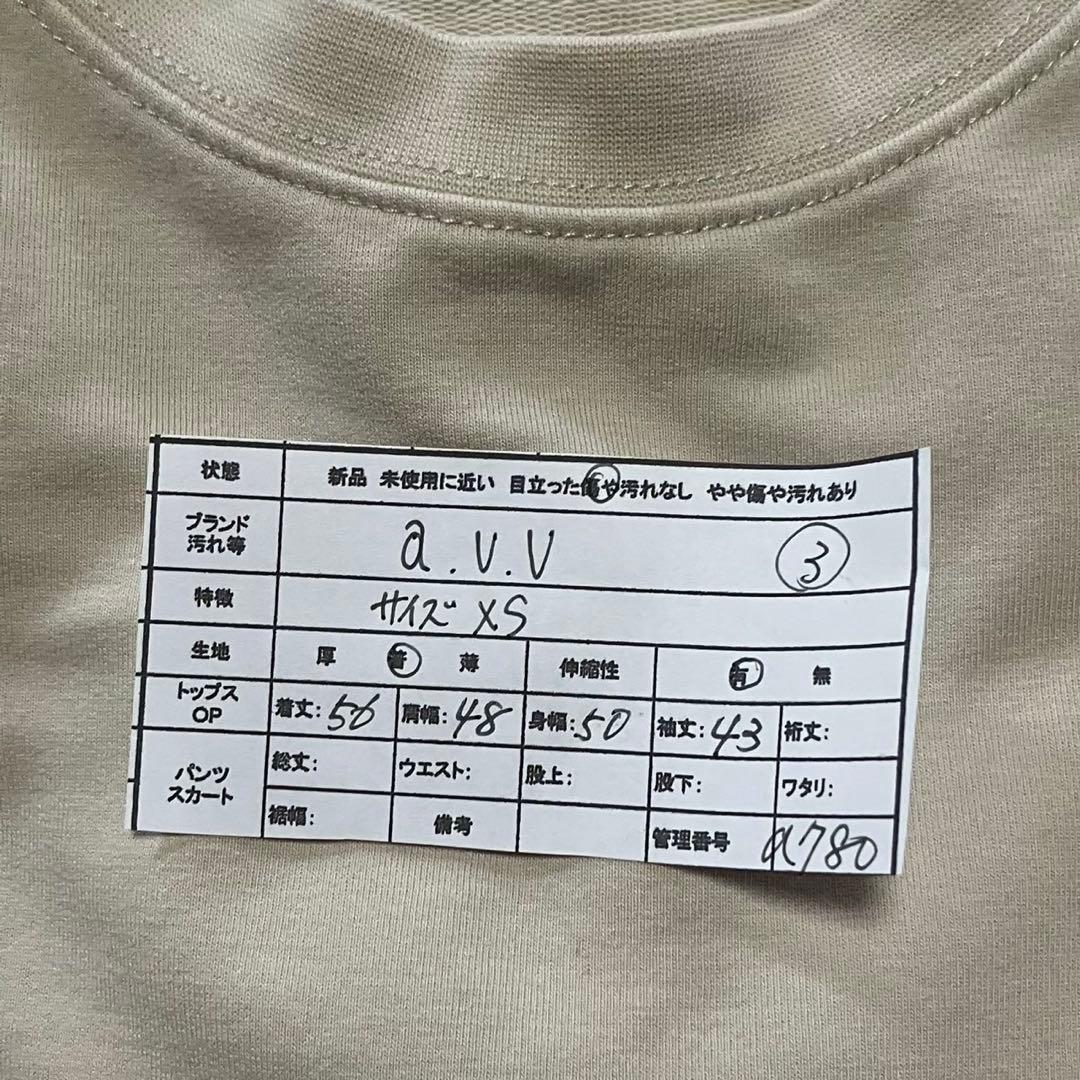 状態 新品 未使用に近い 目立った傷や汚れなし やや傷や汚れあり
ブランド 汚れ等 a.v.v ③
特徴 サイズ XS
生地 厚 普 薄 伸縮性 有 無
トップス OP 着丈:56 肩幅:48 身幅:50 袖丈:43 裄丈:
パンツ スカート 総丈: ウエスト: 股上: 股下: ワタリ:
裾幅: 備考 管理番号 a780